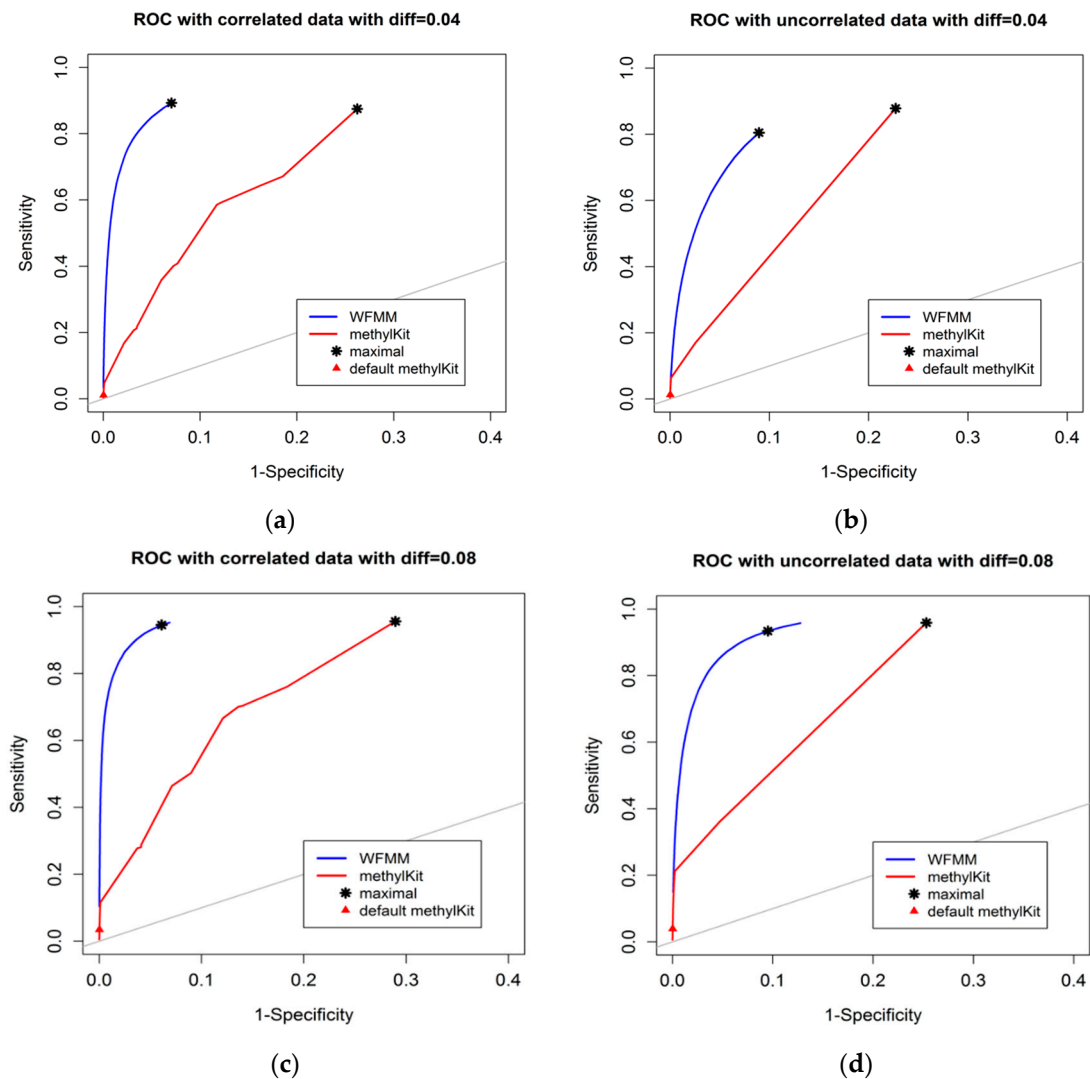 ROC with correlated data with diff=0.04
1.0
0.8
0.6
0.4
0.2
0.0
Sensitivity
WFMM
methylKit
maximal
default methylKit
0.0 0.1 0.2 0.3 0.4
1-Specificity
(a)
ROC with uncorrelated data with diff=0.04
1.0
0.8
0.6
0.4
0.2
0.0
Sensitivity
WFMM
methylKit
maximal
default methylKit
0.0 0.1 0.2 0.3 0.4
1-Specificity
(b)
ROC with correlated data with diff=0.08
1.0
0.8
0.6
0.4
0.2
0.0
Sensitivity
WFMM
methylKit
maximal
default methylKit
0.0 0.1 0.2 0.3 0.4
1-Specificity
(c)
ROC with uncorrelated data with diff=0.08
1.0
0.8
0.6
0.4
0.2
0.0
Sensitivity
WFMM
methylKit
maximal
default methylKit
0.0 0.1 0.2 0.3 0.4
1-Specificity
(d)